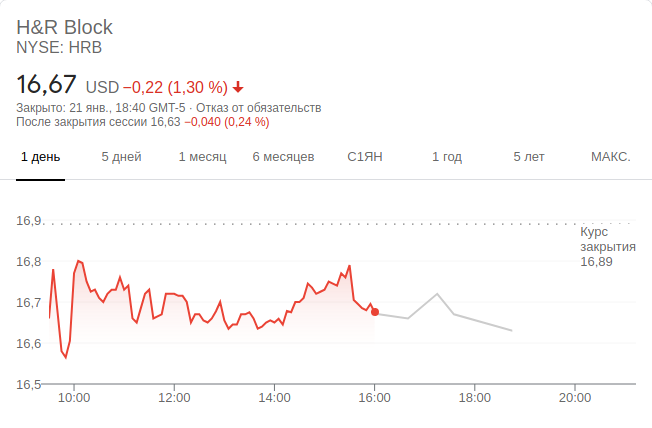 H&R Block
NYSE: HRB
16,67 USD −0,22 (1,30 %)
Закрыто: 21 янв., 18:40 GMT-5 · Отказ от обязательств
После закрытия сессии 16,63 −0,040 (0,24 %)
1 день 5 дней 1 месяц 6 месяцев С1ЯН 1 год 5 лет МАКС.
16,9
Курс
закрытия
16,89
16,8
16,7
16,6
16,5
10:00 12:00 14:00 16:00 18:00 20:00